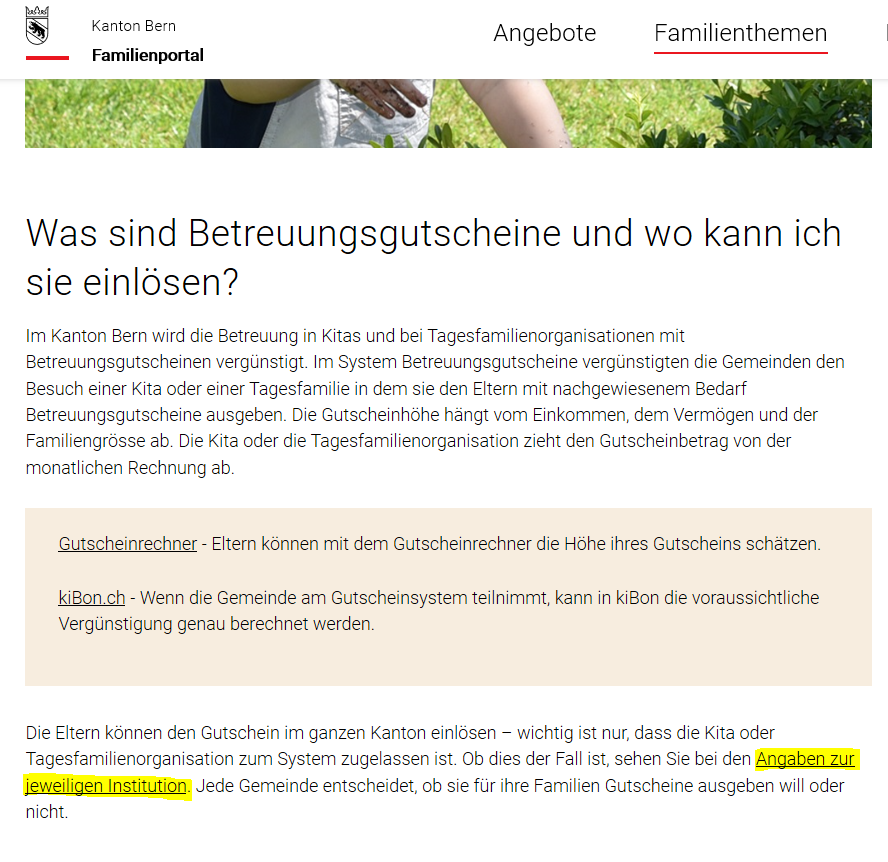 Kanton Bern
Familienportal
Angebote
Familienthemen
Was sind Betreuungsgutscheine und wo kann ich
sie einlösen?
Im Kanton Bern wird die Betreuung in Kitas und bei Tagesfamilienorganisationen mit
Betreuungsgutscheinen vergünstigt. Im System Betreuungsgutscheine vergünstigten die Gemeinden den
Besuch einer Kita oder einer Tagesfamilie in dem sie den Eltern mit nachgewiesenem Bedarf
Betreuungsgutscheine ausgeben. Die Gutscheinhöhe hängt vom Einkommen, dem Vermögen und der
Familiengrösse ab. Die Kita oder die Tagesfamilienorganisation zieht den Gutscheinbetrag von der
monatlichen Rechnung ab.
Gutscheinrechner - Eltern können mit dem Gutscheinrechner die Höhe ihres Gutscheins schätzen.
kiBon.ch - Wenn die Gemeinde am Gutscheinsystem teilnimmt, kann in kiBon die voraussichtliche
Vergünstigung genau berechnet werden.
Die Eltern können den Gutschein im ganzen Kanton einlösen – wichtig ist nur, dass die Kita oder
Tagesfamilienorganisation zum System zugelassen ist. Ob dies der Fall ist, sehen Sie bei den Angaben zur
jeweiligen Institution. Jede Gemeinde entscheidet, ob sie für ihre Familien Gutscheine ausgeben will oder
nicht.